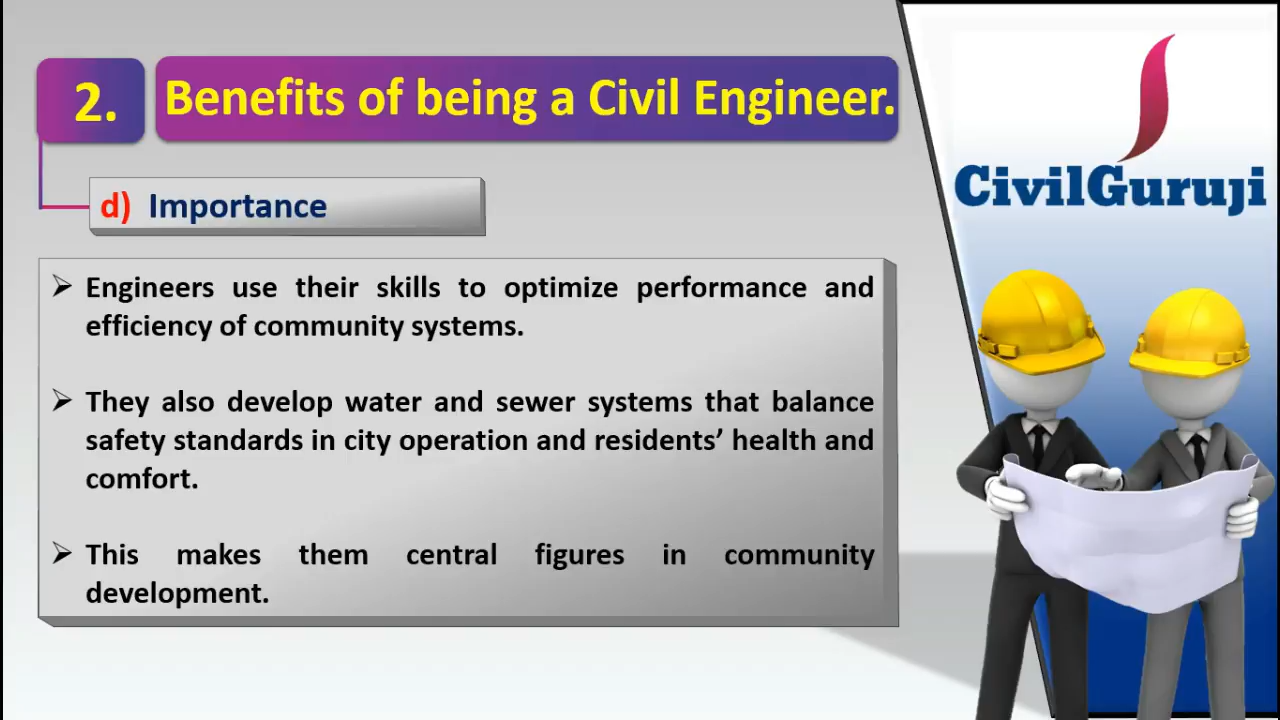 2.
Benefits of being a Civil Engineer.
CivilGuruji
d) Importance
➢ Engineers use their skills to optimize performance and
efficiency of community systems.
➢ They also develop water and sewer systems that balance
safety standards in city operation and residents’ health and
comfort.
➢ This makes them central figures in community
development.